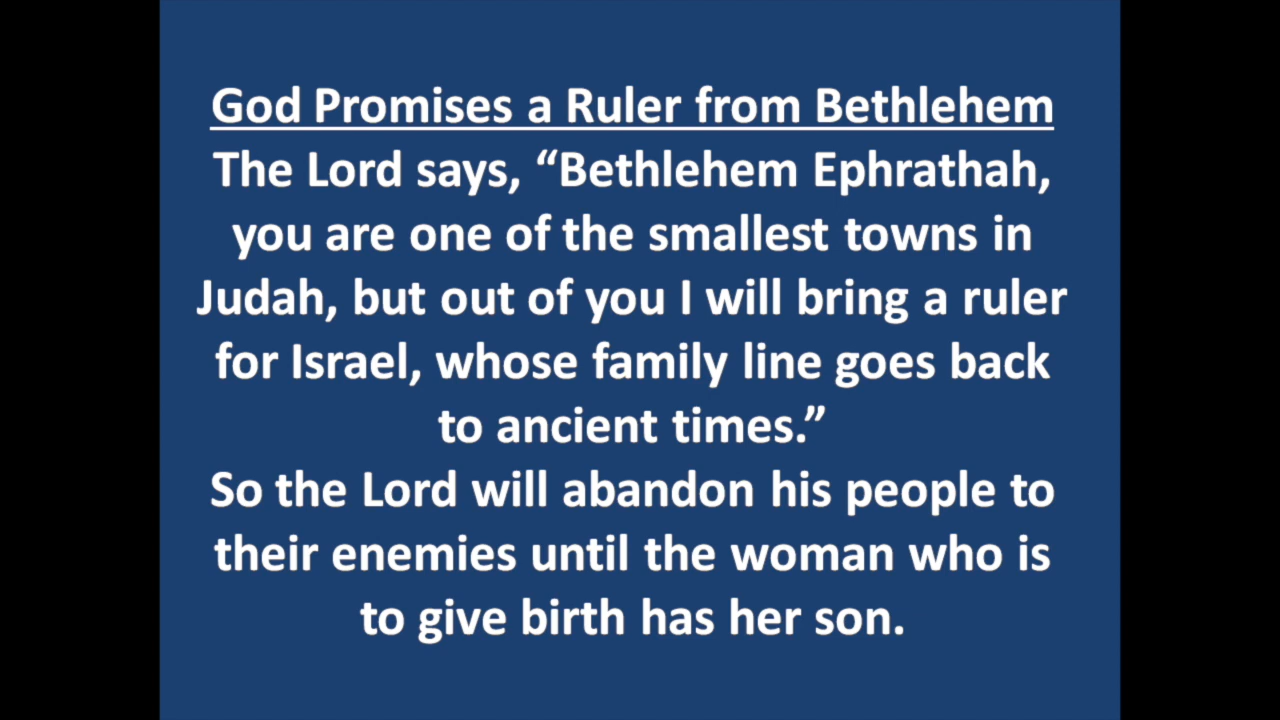 God Promises a Ruler from Bethlehem
The Lord says, “Bethlehem Ephrathah,
you are one of the smallest towns in
Judah, but out of you I will bring a ruler
for Israel, whose family line goes back
to ancient times.”
So the Lord will abandon his people to
their enemies until the woman who is
to give birth has her son.